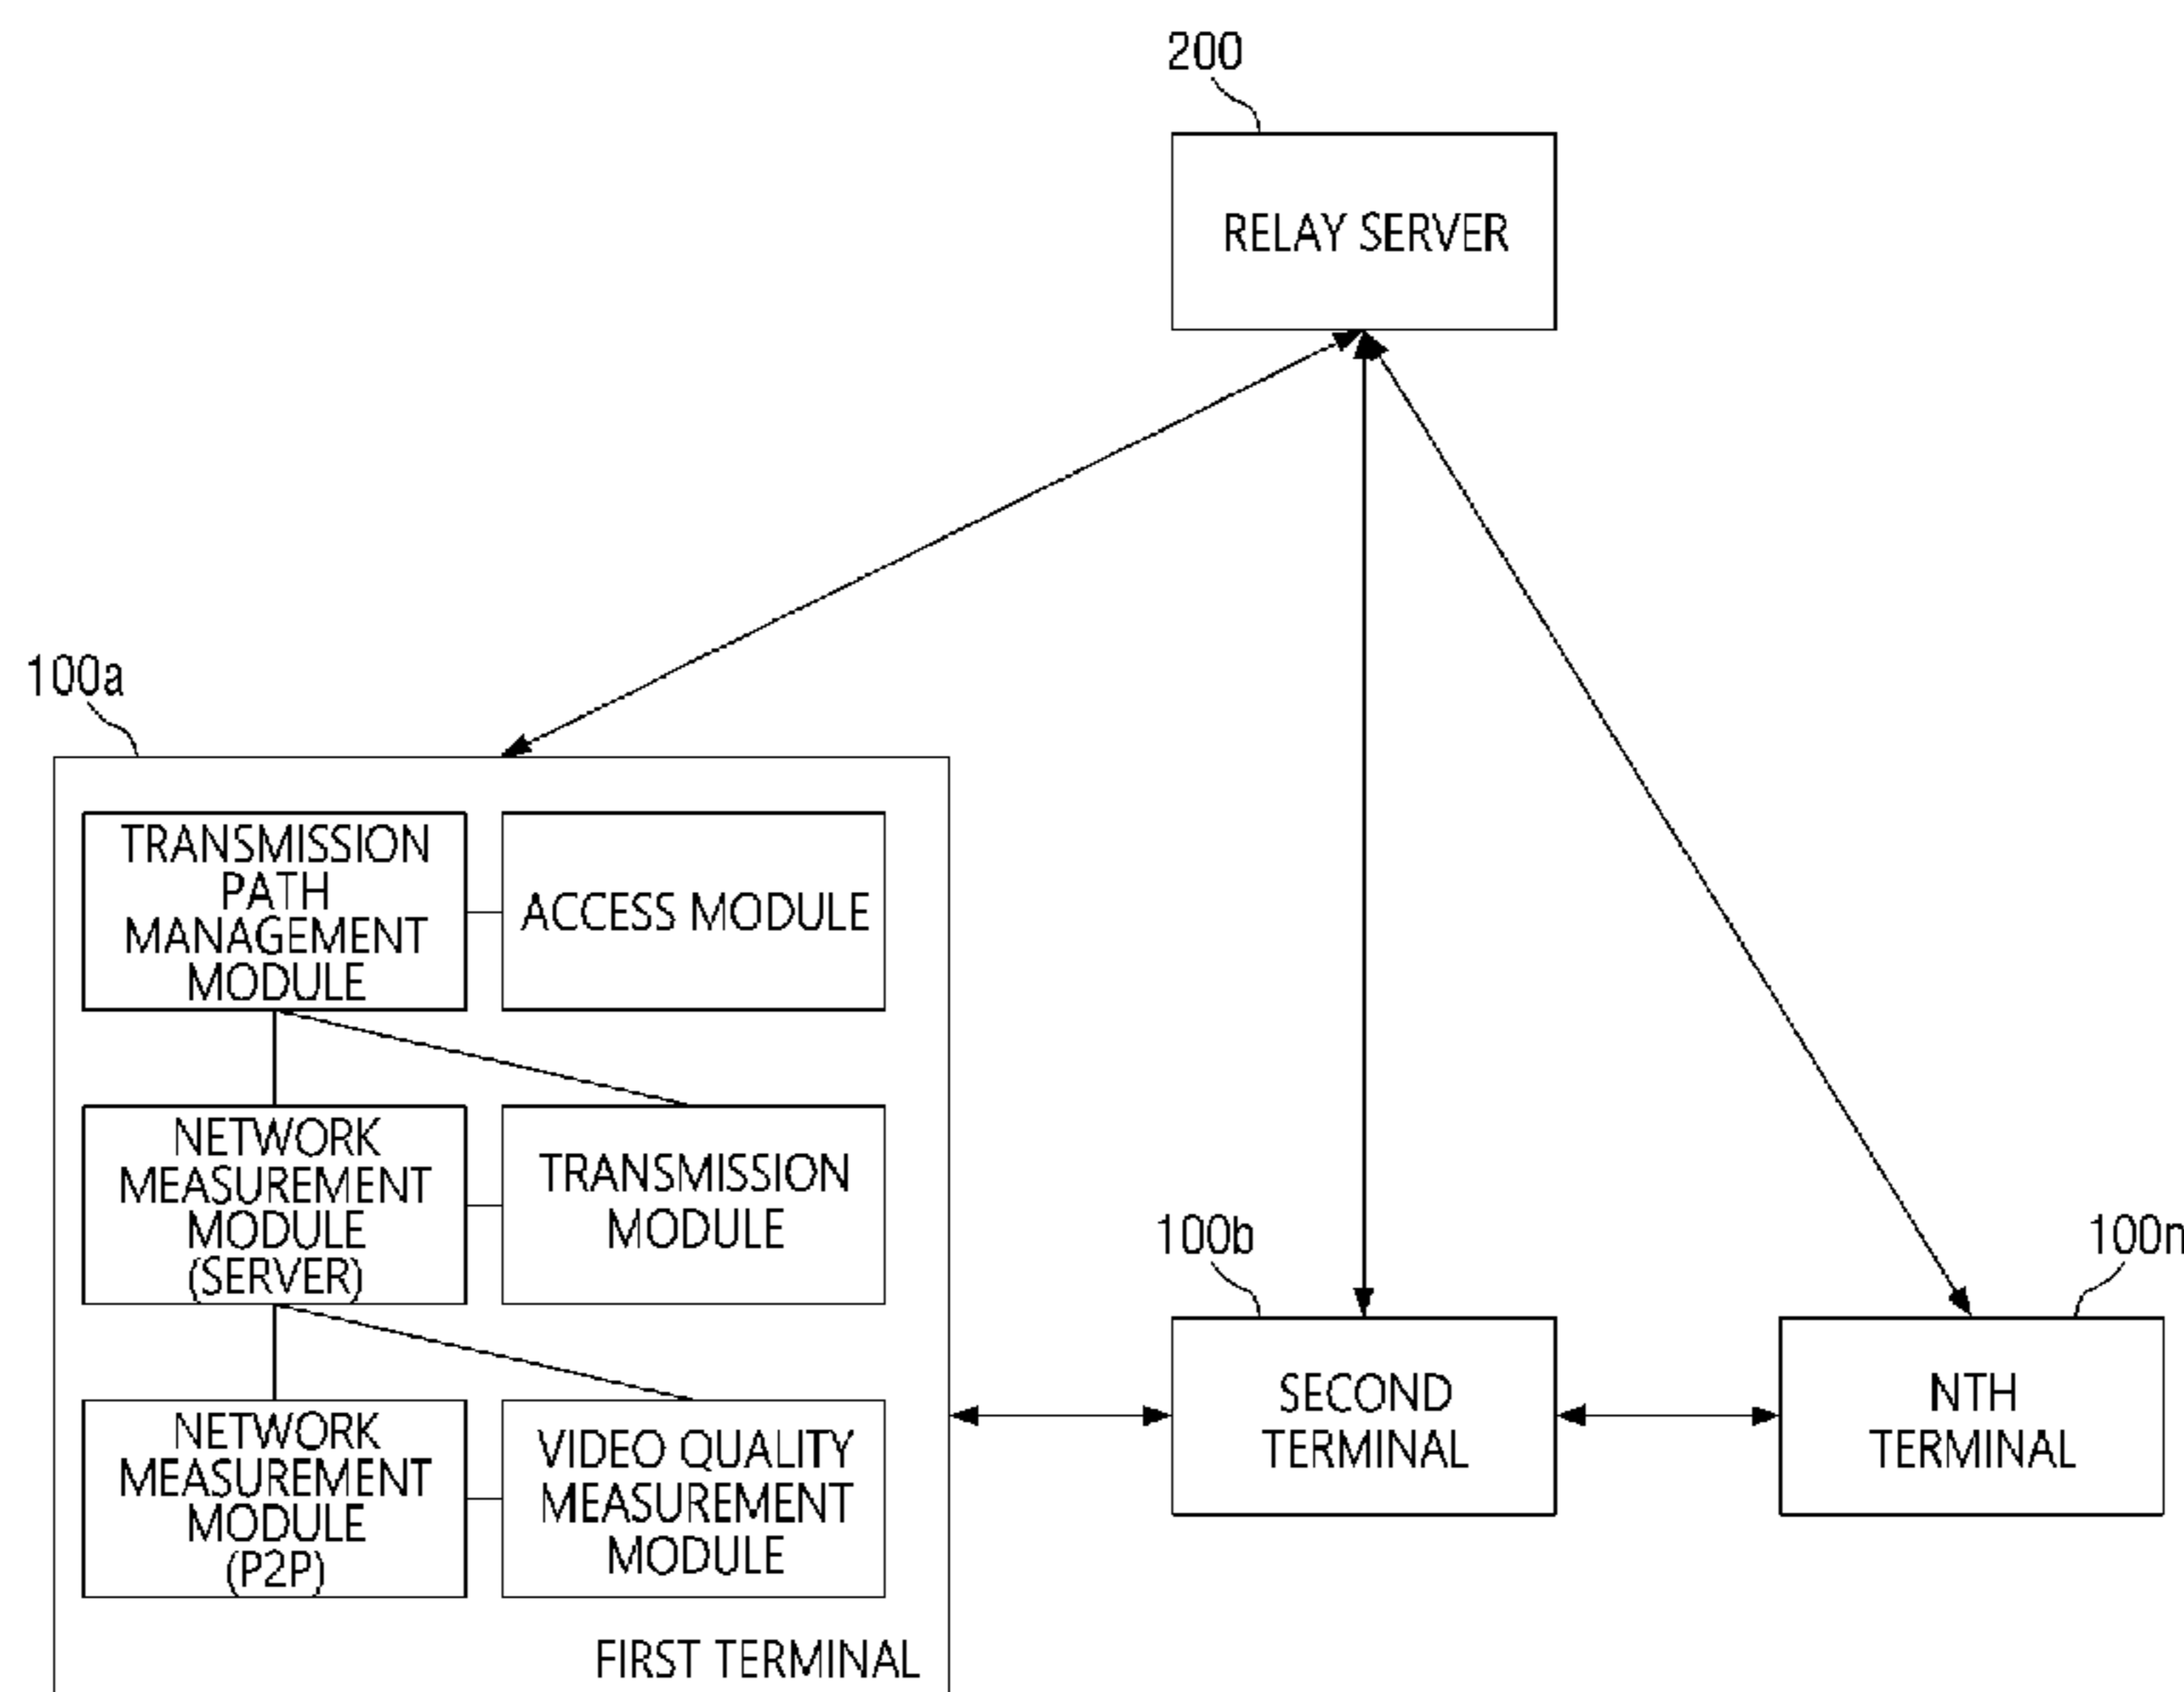 200
RELAY SERVER
100a
TRANSMISSION
PATH
MANAGEMENT
MODULE
ACCESS MODULE
NETWORK
MEASUREMENT
MODULE
(SERVER)
TRANSMISSION
MODULE
NETWORK
MEASUREMENT
MODULE
(P2P)
VIDEO QUALITY
MEASUREMENT
MODULE
FIRST TERMINAL
100b
SECOND
TERMINAL
100n
NTH
TERMINAL